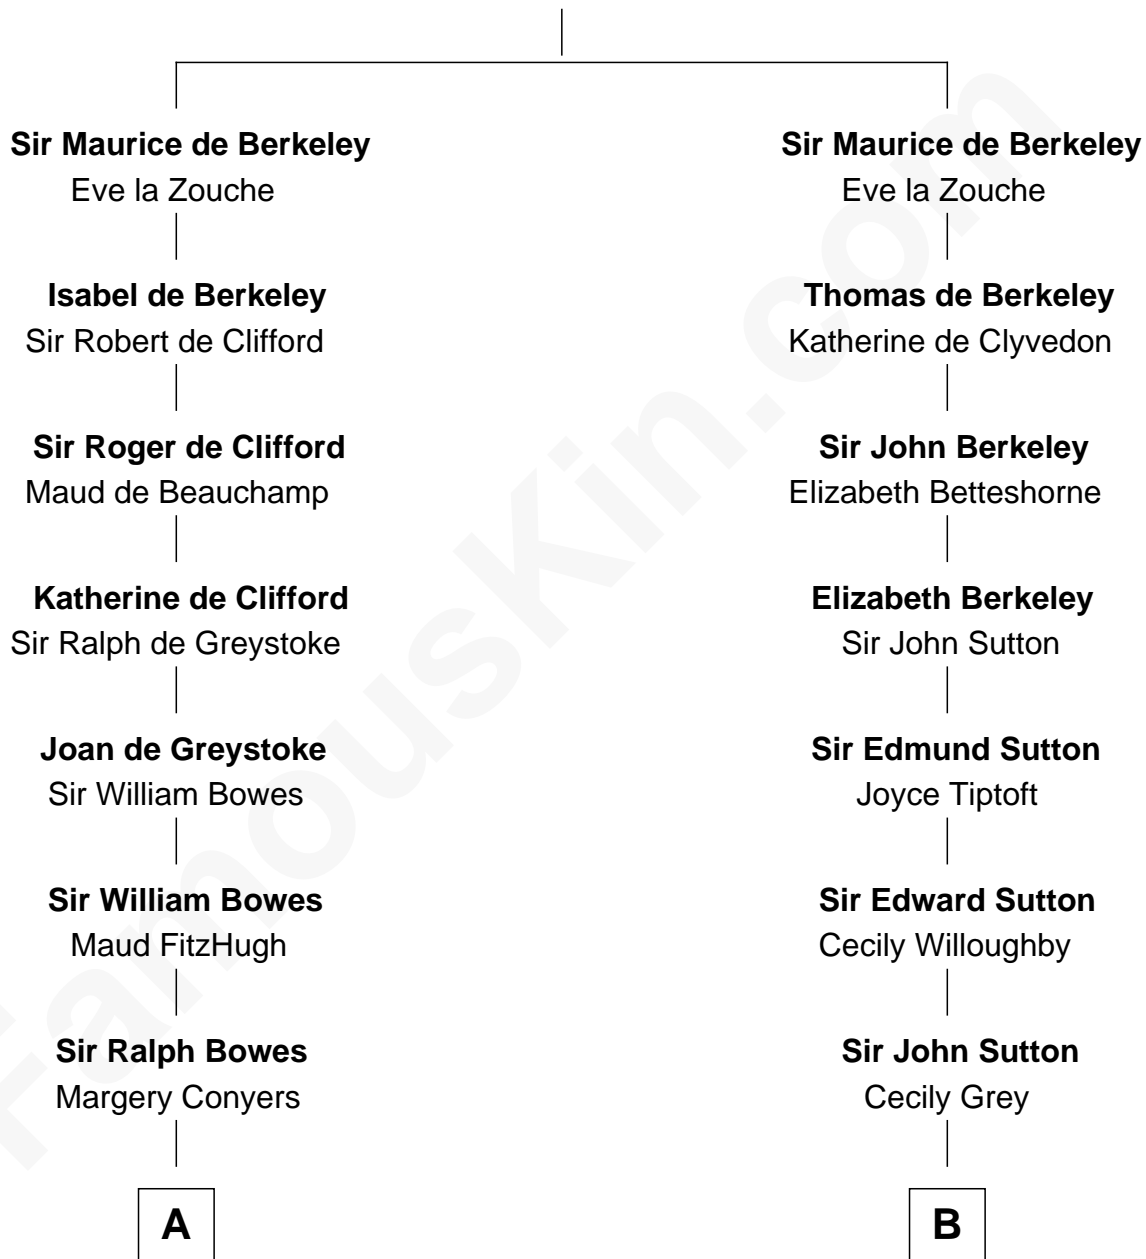 Sir Maurice de Berkeley
Eve la Zouche
Isabel de Berkeley
Sir Robert de Clifford
Sir Roger de Clifford
Maud de Beauchamp
Katherine de Clifford
Sir Ralph de Greystoke
Joan de Greystoke
Sir William Bowes
Sir William Bowes
Maud FitzHugh
Sir Ralph Bowes
Margery Conyers
A
Sir Maurice de Berkeley
Eve la Zouche
Thomas de Berkeley
Katherine de Clyvedon
Sir John Berkeley
Elizabeth Betteshorne
Elizabeth Berkeley
Sir John Sutton
Sir Edmund Sutton
Joyce Tiptoft
Sir Edward Sutton
Cecily Willoughby
Sir John Sutton
Cecily Grey
B
FamousKin.com